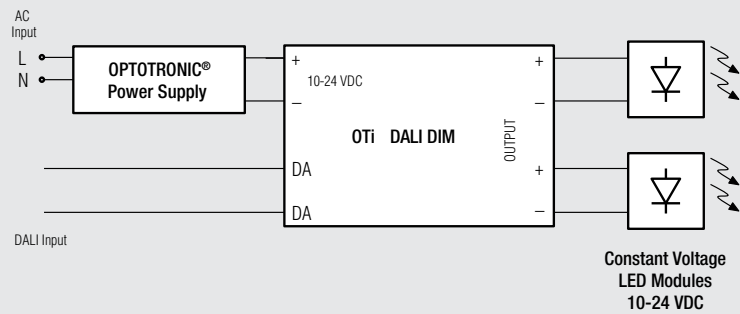 AC
Input
L
N
OPTOTRONIC®
Power Supply
+
10-24 VDC
–
OTi DALI DIM
DA
DA
OUTPUT
+
–
+
–
DALI Input
Constant Voltage
LED Modules
10-24 VDC